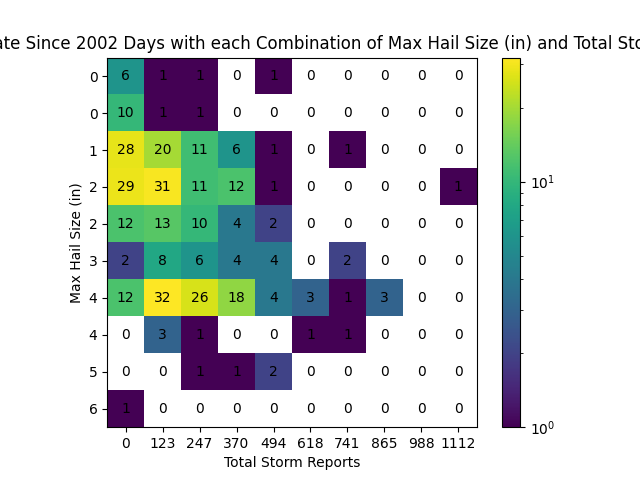 ate Since 2002 Days with each Combination of Max Hail Size (in) and Total Sto
0 6 1 1 0 1 0 0 0 0 0
0 10 1 1 0 0 0 0 0 0 0
1 28 20 11 6 1 0 1 0 0 0
2 29 31 11 12 1 0 0 0 0 1
2 12 13 10 4 2 0 0 0 0 0
3 2 8 6 4 4 0 2 0 0 0
4 12 32 26 18 4 3 1 3 0 0
4 0 3 1 0 0 1 1 0 0 0
5 0 0 1 1 2 0 0 0 0 0
6 1 0 0 0 0 0 0 0 0 0
0 123 247 370 494 618 741 865 988 1112
Total Storm Reports
Max Hail Size (in)
10¹
10⁰